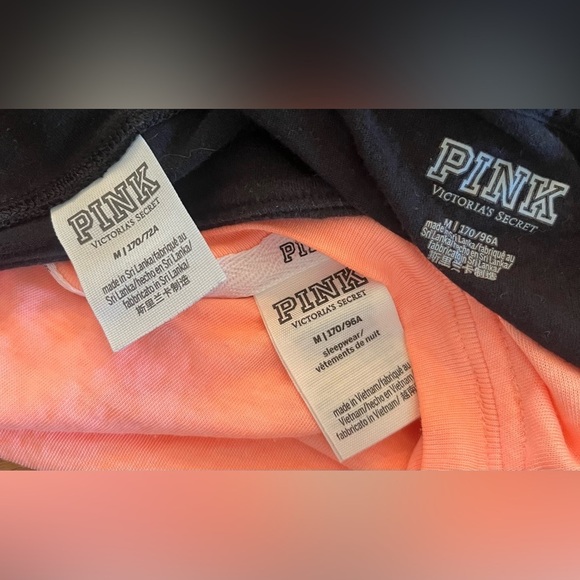 PINK
VICTORIA'S SECRET
M | 170/72A
made in Sri Lanka/fabriqué au
Sri Lanka/hecho en Sri Lanka/
fabbricato in Sri Lanka/
斯里兰卡制造
PINK
VICTORIA'S SECRET
M | 170/96A
made in Sri Lanka/fabriqué au
Sri Lanka/hecho en Sri Lanka/
fabbricato in Sri Lanka/
斯里兰卡制造
PI
PINK
VICTORIA'S SECRET
M | 170/96A
sleepwear/
vêtements de nuit
made in Vietnam/fabriqué au
Vietnam/hecho en Vietnam/
fabbricato in Vietnam/